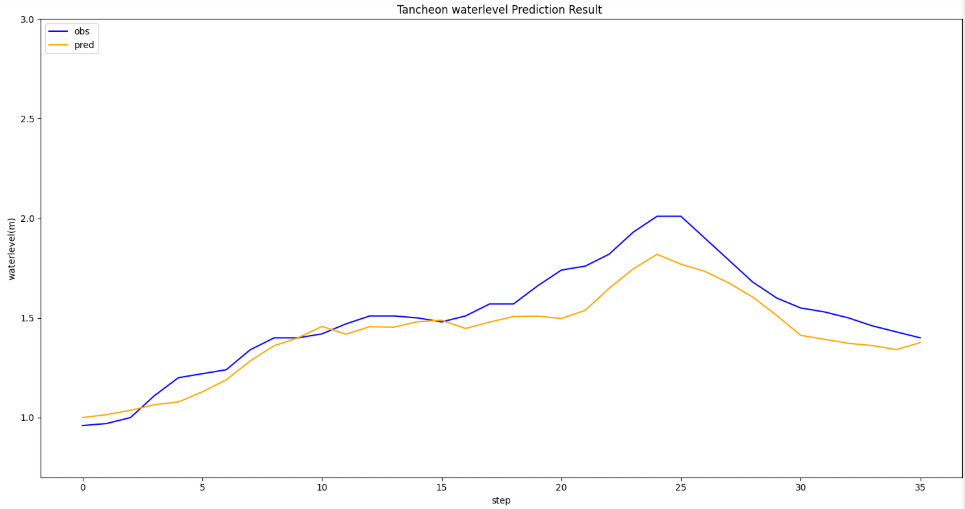 Tancheon waterlevel Prediction Result
3.0
obs
pred
2.5
2.0
waterlevel(m)
1.5
1.0
0 5 10 15 20 25 30 35
step